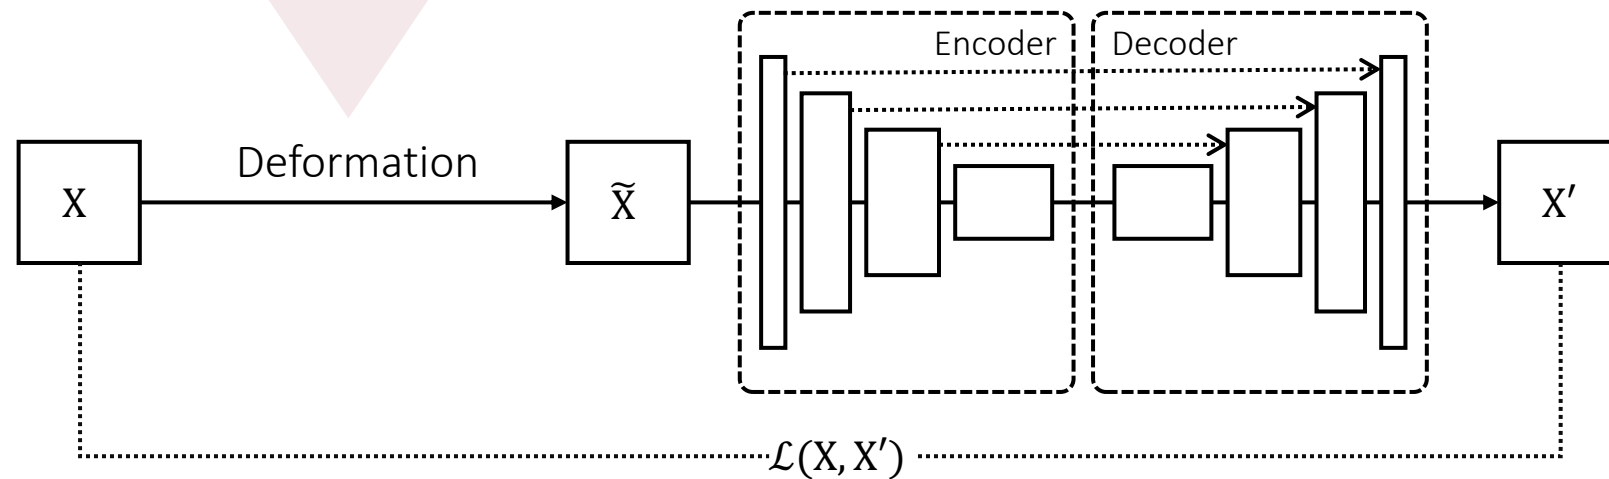 Encoder
Decoder
Deformation
X
X̃
X′
ℒ(X, X′)